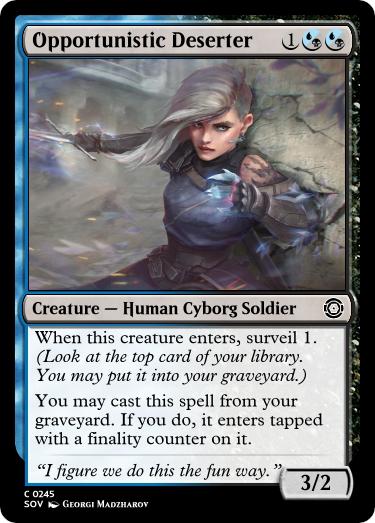 Opportunistic Deserter 1
Creature — Human Cyborg Soldier
When this creature enters, surveil 1.
(Look at the top card of your library.
You may put it into your graveyard.)
You may cast this spell from your
graveyard. If you do, it enters tapped
with a finality counter on it.
“I figure we do this the fun way.”
3/2
C 0245
SOV Georgi Madzharov